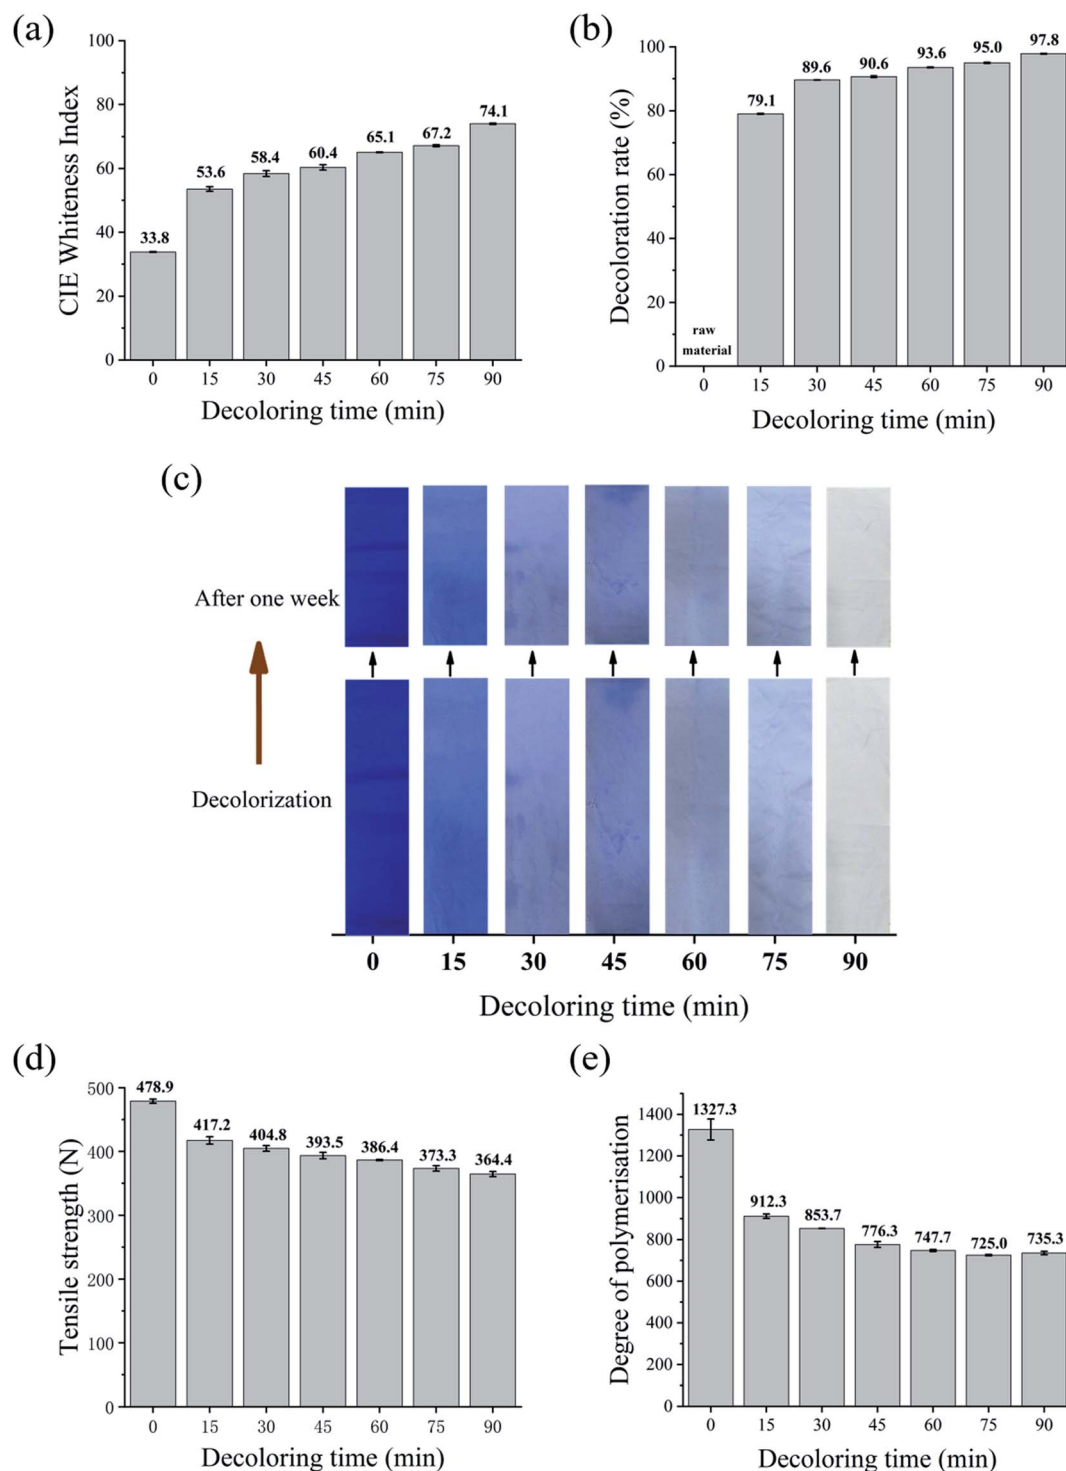 (a)
CIE Whiteness Index
100
80
60
40
20
0
33.8
53.6
58.4
60.4
65.1
67.2
74.1
0 15 30 45 60 75 90
Decoloring time (min)
(b)
Decoloration rate (%)
100
80
60
40
20
0
raw
material
79.1
89.6
90.6
93.6
95.0
97.8
0 15 30 45 60 75 90
Decoloring time (min)
(c)
After one week
Decolorization
0 15 30 45 60 75 90
Decoloring time (min)
(d)
Tensile strength (N)
500
400
300
200
100
0
478.9
417.2
404.8
393.5
386.4
373.3
364.4
0 15 30 45 60 75 90
Decoloring time (min)
(e)
Degree of polymerisation
1400
1200
1000
800
600
400
200
0
1327.3
912.3
853.7
776.3
747.7
725.0
735.3
0 15 30 45 60 75 90
Decoloring time (min)